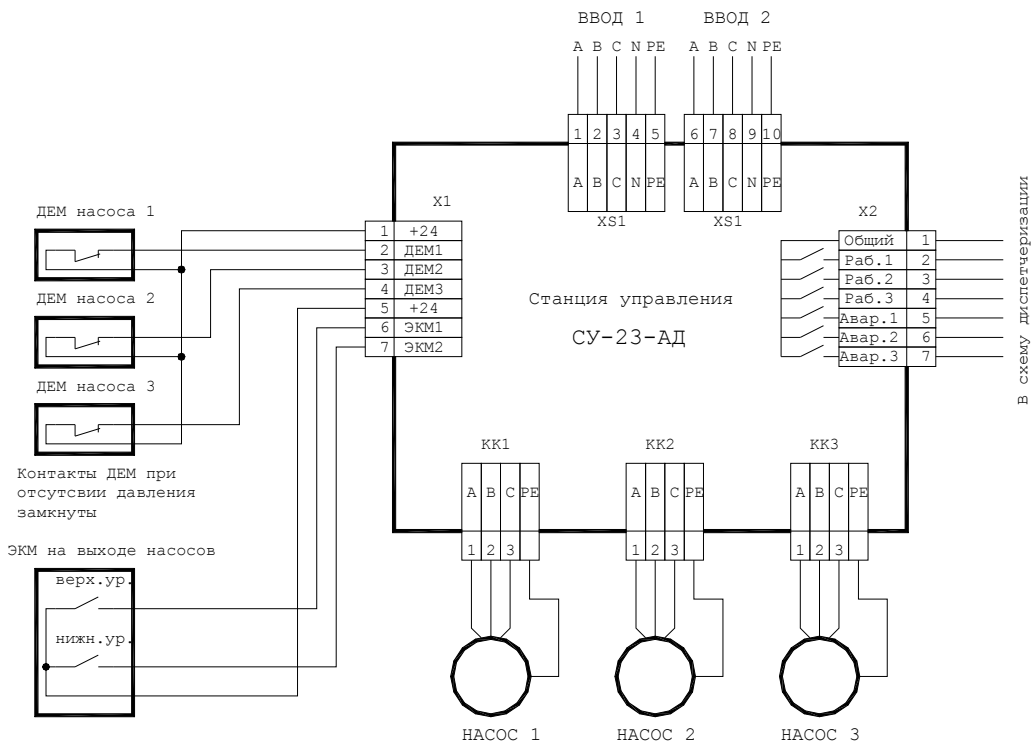 ВВОД 1
ВВОД 2
A B C N PE
A B C N PE
1 2 3 4 5
6 7 8 9 10
A B C N PE
A B C N PE
XS1
XS1
X1
1 +24
2 ДЕМ1
3 ДЕМ2
4 ДЕМ3
5 +24
6 ЭКМ1
7 ЭКМ2
X2
Общий 1
Раб.1 2
Раб.2 3
Раб.3 4
Авар.1 5
Авар.2 6
Авар.3 7
В схему диспетчеризации
ДЕМ насоса 1
ДЕМ насоса 2
ДЕМ насоса 3
Контакты ДЕМ при
отсутсвии давления
замкнуты
ЭКМ на выходе насосов
верх.ур.
нижн.ур.
Станция управления
СУ-23-АД
КК1
КК2
КК3
A B C PE
A B C PE
A B C PE
1 2 3
1 2 3
1 2 3
НАСОС 1
НАСОС 2
НАСОС 3